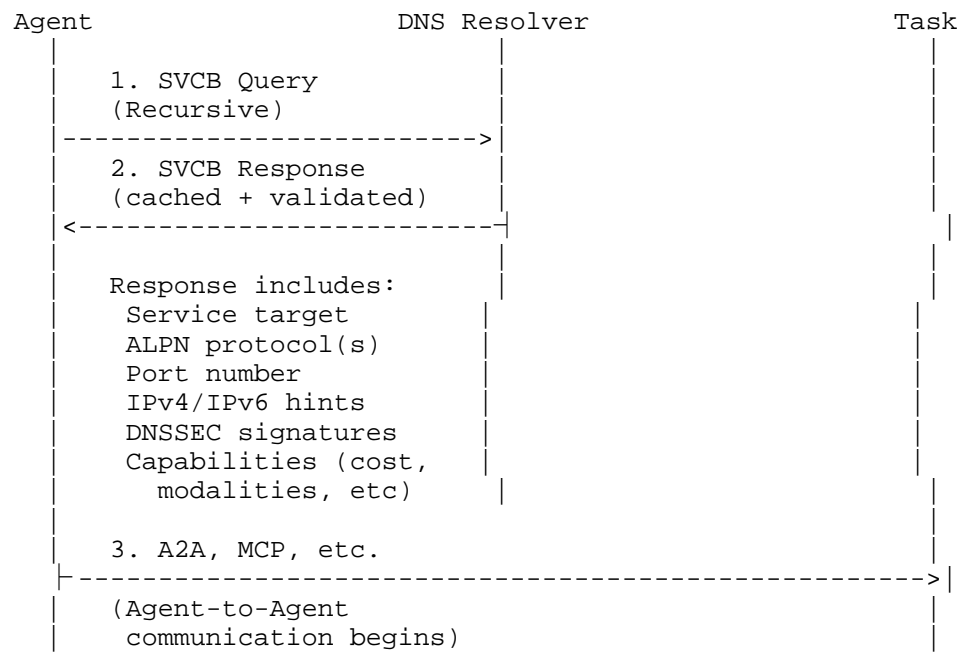 Agent DNS Resolver Task
1. SVCB Query
(Recursive)
2. SVCB Response
(cached + validated)
Response includes:
Service target
ALPN protocol(s)
Port number
IPv4/IPv6 hints
DNSSEC signatures
Capabilities (cost,
modalities, etc)
3. A2A, MCP, etc.
(Agent-to-Agent
communication begins)